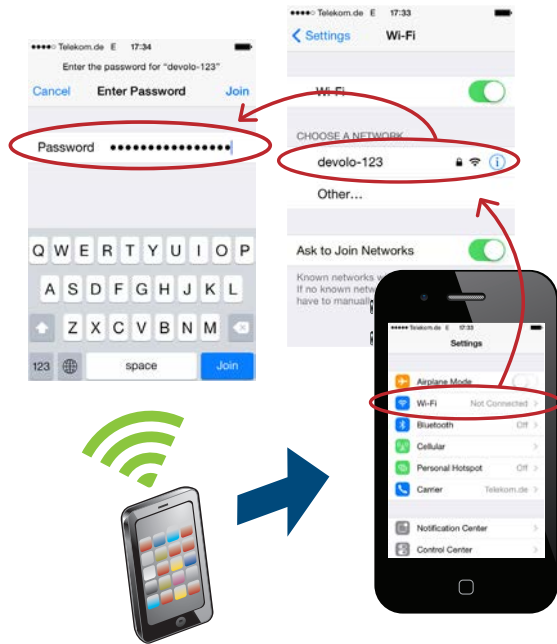 Telekom.de E 17:34
Enter the password for "devolo-123"
Cancel Enter Password Join
Password ••••••••••••••••
Q W E R T Y U I O P
A S D F G H J K L
Z X C V B N M
123 space Join
Telekom.de E 17:33
Settings Wi-Fi
Wi-Fi
CHOOSE A NETWORK...
devolo-123
Other...
Ask to Join Networks
Known networks
If no known
have to
Telekom.de E 17:33
Settings
Airplane Mode
Wi-Fi Not Connected
Bluetooth Off
Cellular
Personal Hotspot Off
Carrier Telekom.de
Notification Center
Control Center